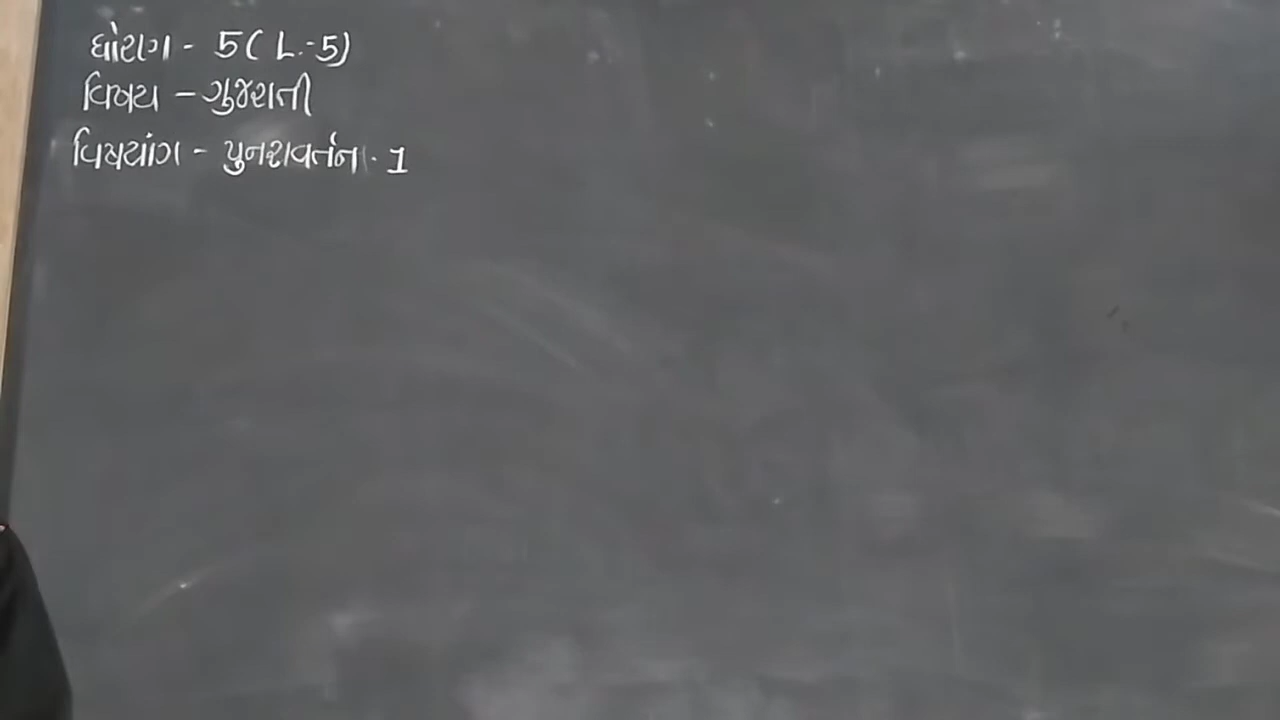 ધોરણ - 5 ( L.-5)
વિષય - ગુજરાતી
વિષયાંગ - પુનરાવર્તન . 1